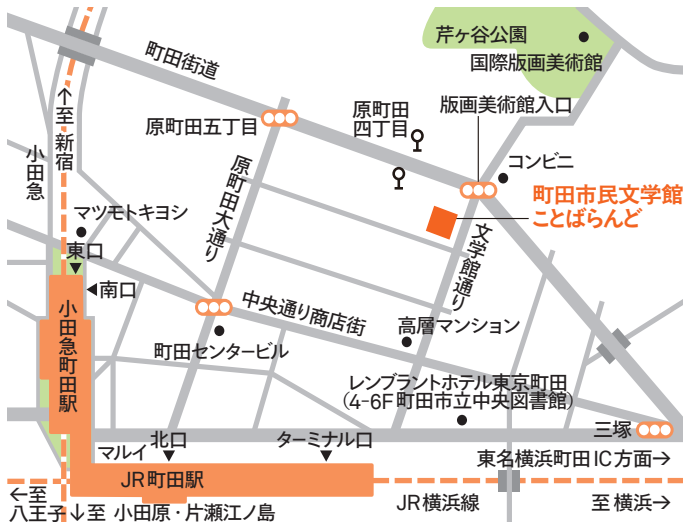 芹ヶ谷公園
国際版画美術館
町田街道
版画美術館入口
原町田
四丁目
原町田五丁目
↑至 新宿
小田急
コンビニ
町田市民文学館
ことばらんど
原町田大通り
マツモトキヨシ
文学館通り
東口
南口
中央通り商店街
小田急町田駅
高層マンション
町田センタービル
レンブラントホテル東京町田
(4-6F町田市立中央図書館)
三塚
マルイ
北口
ターミナル口
東名横浜町田IC方面→
JR町田駅
←至
八王子
↓至 小田原・片瀬江ノ島
JR横浜線
至 横浜→